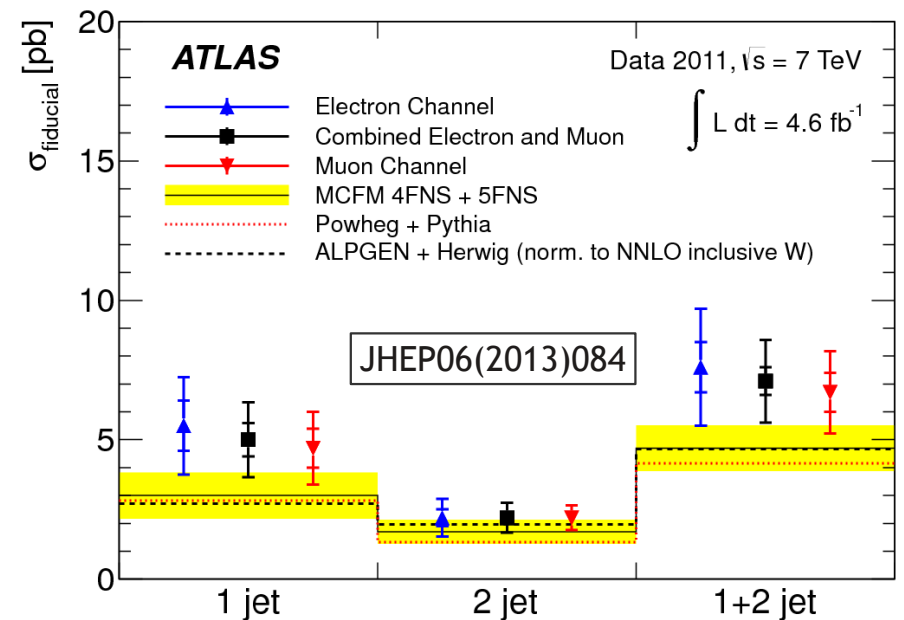 20
15
10
5
0
σfiducial [pb]
ATLAS
Data 2011, √s = 7 TeV
∫ L dt = 4.6 fb⁻¹
Electron Channel
Combined Electron and Muon
Muon Channel
MCFM 4FNS + 5FNS
Powheg + Pythia
ALPGEN + Herwig (norm. to NNLO inclusive W)
JHEP06(2013)084
1 jet
2 jet
1+2 jet